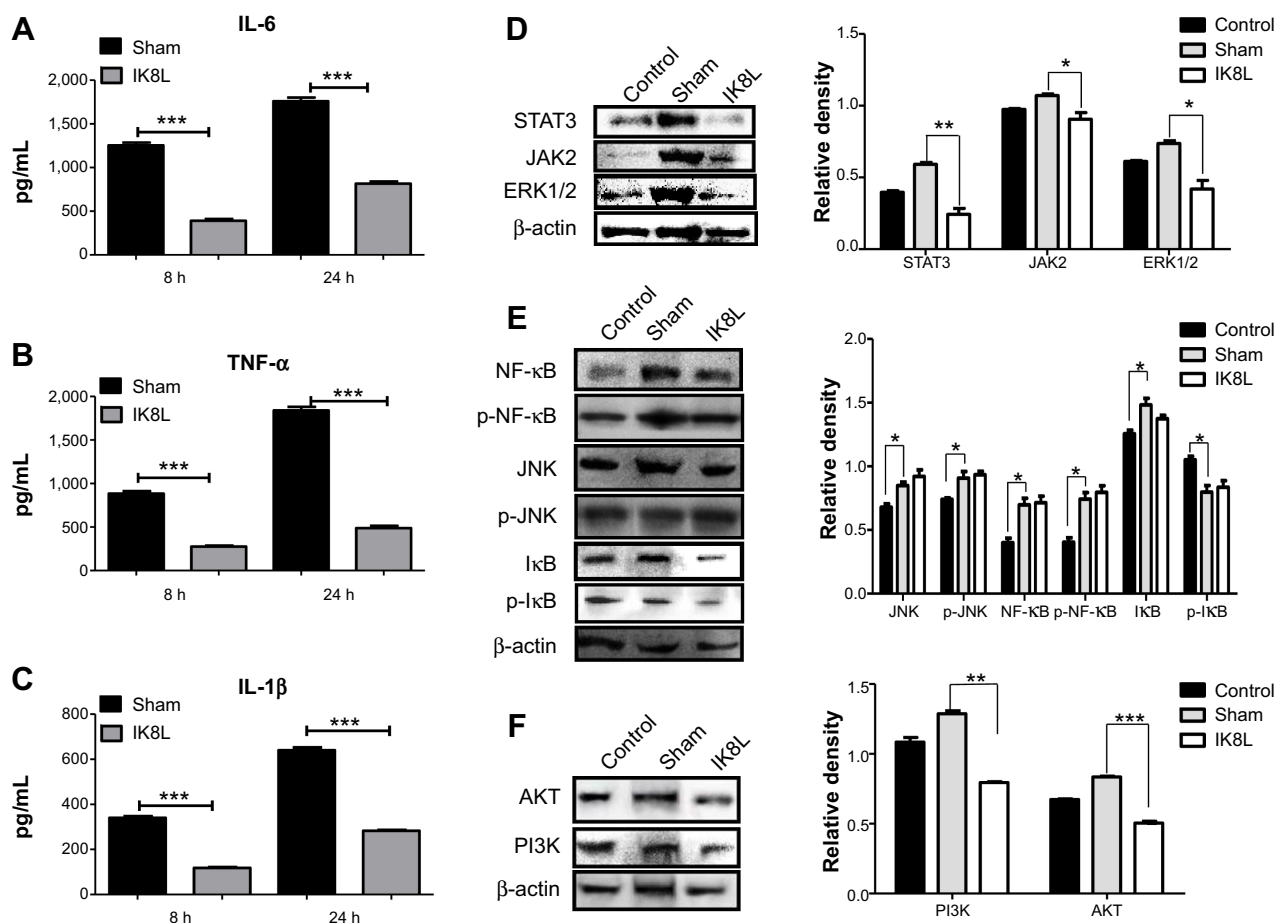 A
IL-6
Sham
IK8L
pg/mL
2,000
1,500
1,000
500
0
***
***
8 h
24 h
B
TNF-α
Sham
IK8L
pg/mL
2,000
1,500
1,000
500
0
***
***
8 h
24 h
C
IL-1β
Sham
IK8L
pg/mL
800
600
400
200
0
***
***
8 h
24 h
D
Control
Sham
IK8L
STAT3
JAK2
ERK1/2
β-actin
Relative density
1.5
1.0
0.5
0.0
**
*
*
STAT3
JAK2
ERK1/2
Control
Sham
IK8L
E
Control
Sham
IK8L
NF-κB
p-NF-κB
JNK
p-JNK
IκB
p-IκB
β-actin
Relative density
2.0
1.5
1.0
0.5
0.0
*
*
*
*
*
*
JNK
p-JNK
NF-κB
p-NF-κB
IκB
p-IκB
Control
Sham
IK8L
F
Control
Sham
IK8L
AKT
PI3K
β-actin
Relative density
1.5
1.0
0.5
0.0
**
***
PI3K
AKT
Control
Sham
IK8L